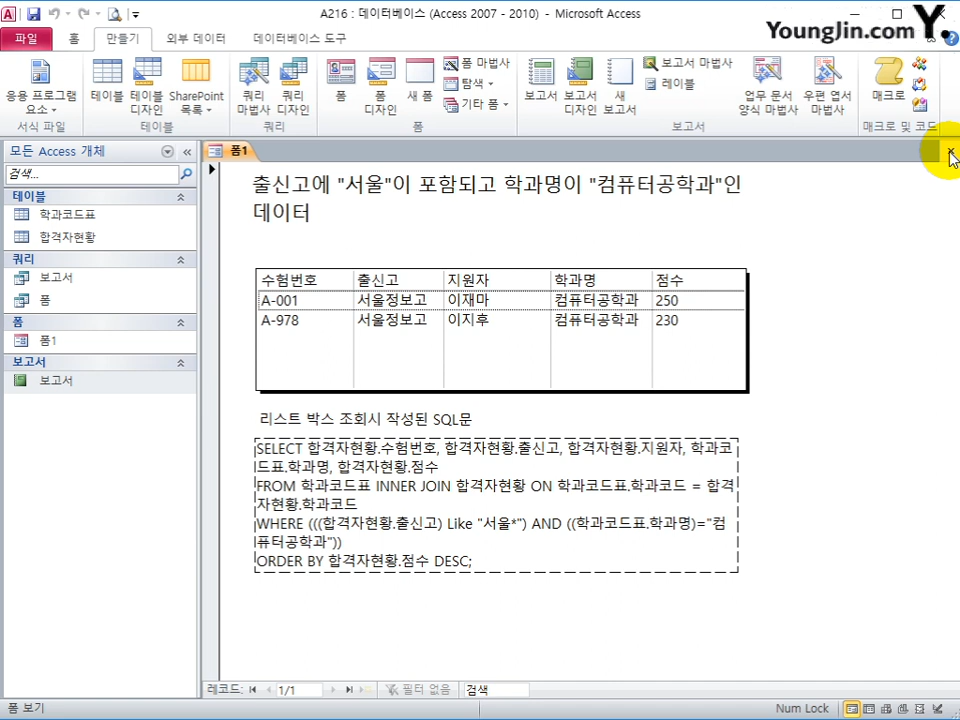 A216 : 데이터베이스 (Access 2007 - 2010) - Microsoft Access
YoungJin.com Y.
파일 홈 만들기 외부 데이터 데이터베이스 도구
응용 프로그램 요소 테이블 테이블 디자인 SharePoint 목록 쿼리 마법사 쿼리 디자인 폼 폼 디자인 새 폼 폼 마법사 탐색 기타 폼 보고서 보고서 디자인 새 보고서 보고서 마법사 레이블 업무 문서 양식 마법사 우편 엽서 마법사 매크로
서식 파일 테이블 쿼리 폼 보고서 매크로 및 코드
모든 Access 개체
검색...
테이블
학과코드표
합격자현황
쿼리
보고서
폼
폼
폼1
보고서
보고서
폼1
출신고에 "서울"이 포함되고 학과명이 "컴퓨터공학과"인
데이터
수험번호 출신고 지원자 학과명 점수
A-001 서울정보고 이재마 컴퓨터공학과 250
A-978 서울정보고 이지후 컴퓨터공학과 230
리스트 박스 조회시 작성된 SQL문
SELECT 합격자현황.수험번호, 합격자현황.출신고, 합격자현황.지원자, 학과코
드표.학과명, 합격자현황.점수
FROM 학과코드표 INNER JOIN 합격자현황 ON 학과코드표.학과코드 = 합격
자현황.학과코드
WHERE (((합격자현황.출신고) Like "서울*") AND ((학과코드표.학과명)="컴
퓨터공학과"))
ORDER BY 합격자현황.점수 DESC;
레코드: 1/1 필터 없음 검색
폼 보기 Num Lock